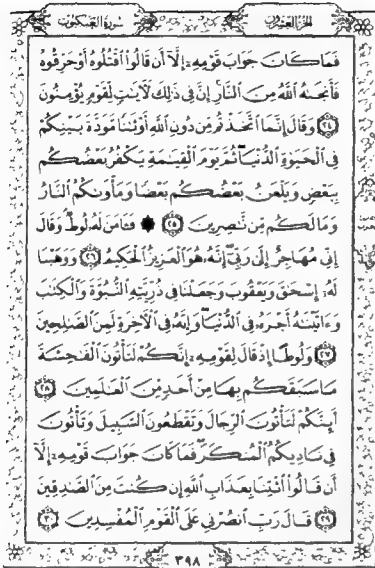 الجزء العشرون سورة العنكبوت
فَمَا كَانَ جَوَابَ قَوْمِهِۦٓ إِلَّآ أَن قَالُوا۟ ٱقْتُلُوهُ أَوْ حَرِّقُوهُ
فَأَنجَىٰهُ ٱللَّهُ مِنَ ٱلنَّارِ ۚ إِنَّ فِى ذَٰلِكَ لَـَٔايَـٰتٍ لِّقَوْمٍ يُؤْمِنُونَ
﴿٢٤﴾ وَقَالَ إِنَّمَا ٱتَّخَذْتُم مِّن دُونِ ٱللَّهِ أَوْثَـٰنًا مَّوَدَّةَ بَيْنِكُمْ
فِى ٱلْحَيَوٰةِ ٱلدُّنْيَا ۖ ثُمَّ يَوْمَ ٱلْقِيَـٰمَةِ يَكْفُرُ بَعْضُكُم
بِبَعْضٍ وَيَلْعَنُ بَعْضُكُم بَعْضًا وَمَأْوَىٰكُمُ ٱلنَّارُ
وَمَا لَكُم مِّن نَّـٰصِرِينَ ﴿٢٥﴾ ۞ فَـَٔامَنَ لَهُۥ لُوطٌ ۘ وَقَالَ
إِنِّى مُهَاجِرٌ إِلَىٰ رَبِّىٓ ۖ إِنَّهُۥ هُوَ ٱلْعَزِيزُ ٱلْحَكِيمُ ﴿٢٦﴾ وَوَهَبْنَا
لَهُۥٓ إِسْحَـٰقَ وَيَعْقُوبَ وَجَعَلْنَا فِى ذُرِّيَّتِهِ ٱلنُّبُوَّةَ وَٱلْكِتَـٰبَ
وَءَاتَيْنَـٰهُ أَجْرَهُۥ فِى ٱلدُّنْيَا ۖ وَإِنَّهُۥ فِى ٱلْـَٔاخِرَةِ لَمِنَ ٱلصَّـٰلِحِينَ
﴿٢٧﴾ وَلُوطًا إِذْ قَالَ لِقَوْمِهِۦٓ إِنَّكُمْ لَتَأْتُونَ ٱلْفَـٰحِشَةَ
مَا سَبَقَكُم بِهَا مِنْ أَحَدٍ مِّنَ ٱلْعَـٰلَمِينَ ﴿٢٨﴾
أَئِنَّكُمْ لَتَأْتُونَ ٱلرِّجَالَ وَتَقْطَعُونَ ٱلسَّبِيلَ وَتَأْتُونَ
فِى نَادِيكُمُ ٱلْمُنكَرَ ۖ فَمَا كَانَ جَوَابَ قَوْمِهِۦٓ إِلَّآ
أَن قَالُوا۟ ٱئْتِنَا بِعَذَابِ ٱللَّهِ إِن كُنتَ مِنَ ٱلصَّـٰدِقِينَ
﴿٢٩﴾ قَالَ رَبِّ ٱنصُرْنِى عَلَى ٱلْقَوْمِ ٱلْمُفْسِدِينَ ﴿٣٠﴾
٣٩٨